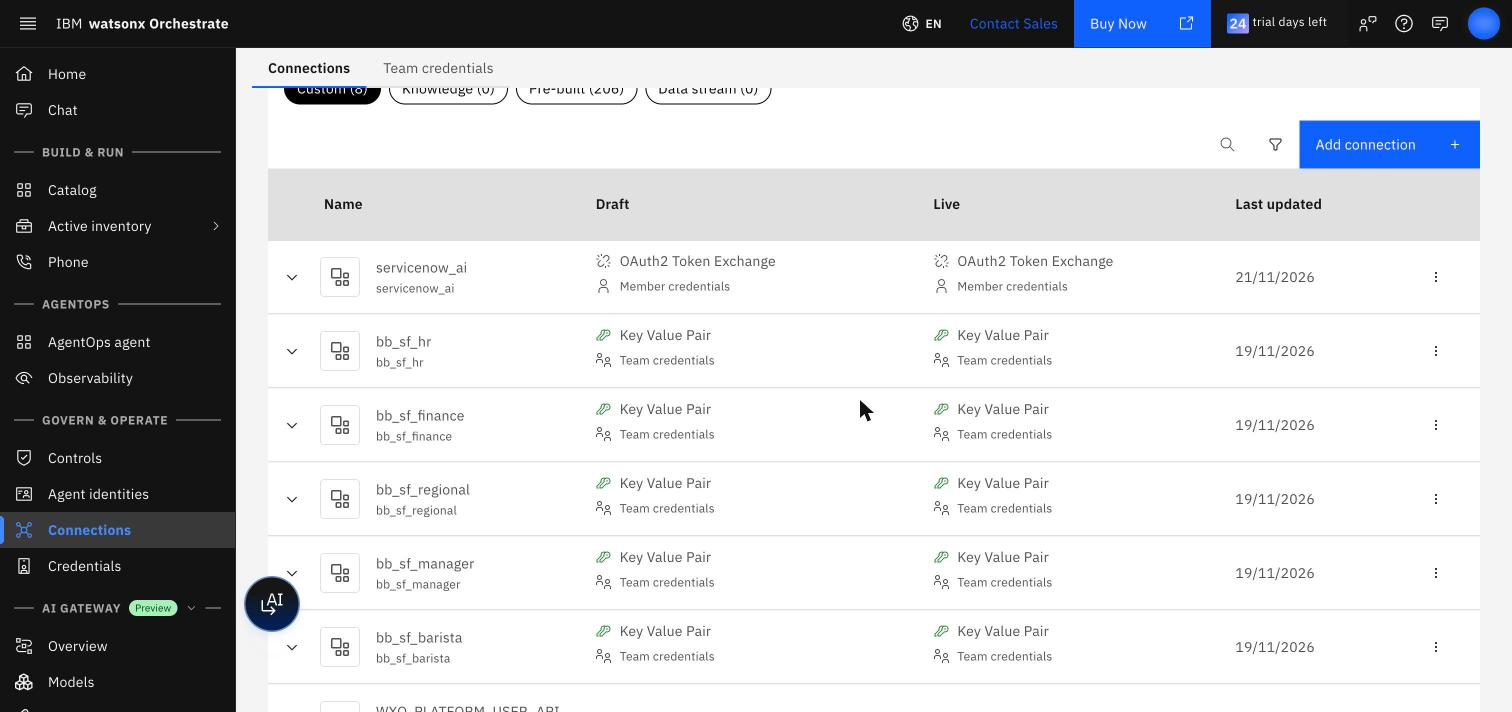 IBM watsonx Orchestrate
EN
Contact Sales
Buy Now
24 trial days left
Home
Chat
BUILD & RUN
Catalog
Active inventory
Phone
AGENTOPS
AgentOps agent
Observability
GOVERN & OPERATE
Controls
Agent identities
Connections
Credentials
AI GATEWAY Preview
Overview
Models
Connections Team credentials
Custom (8) Knowledge (0) Pre-built (206) Data stream (0)
Add connection +
Name Draft Live Last updated
servicenow_ai OAuth2 Token Exchange OAuth2 Token Exchange 21/11/2026
servicenow_ai Member credentials Member credentials
bb_sf_hr Key Value Pair Key Value Pair 19/11/2026
bb_sf_hr Team credentials Team credentials
bb_sf_finance Key Value Pair Key Value Pair 19/11/2026
bb_sf_finance Team credentials Team credentials
bb_sf_regional Key Value Pair Key Value Pair 19/11/2026
bb_sf_regional Team credentials Team credentials
bb_sf_manager Key Value Pair Key Value Pair 19/11/2026
bb_sf_manager Team credentials Team credentials
bb_sf_barista Key Value Pair Key Value Pair 19/11/2026
bb_sf_barista Team credentials Team credentials
WXO_PLATFORM_USER_API
AI